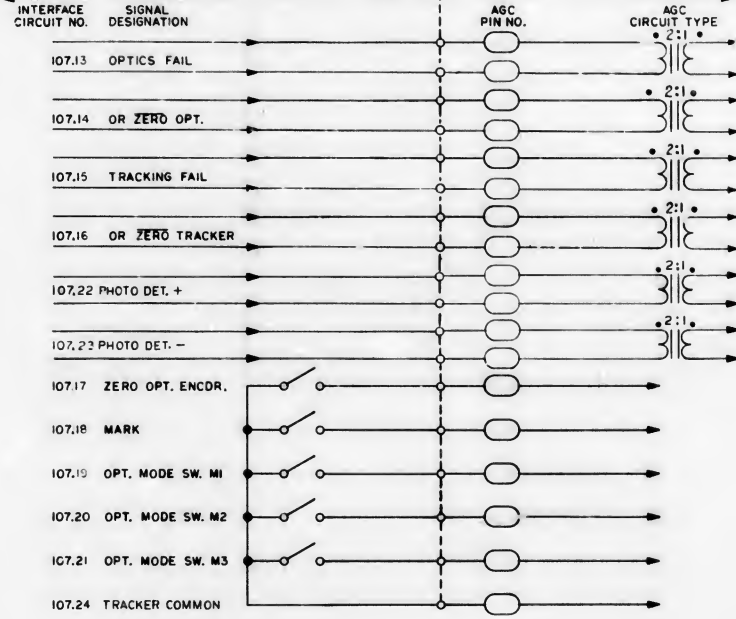 INTERFACE CIRCUIT NO. SIGNAL DESIGNATION AGC PIN NO. AGC CIRCUIT TYPE
107.13 OPTICS FAIL 2:1
107.14 OR ZERO OPT. 2:1
107.15 TRACKING FAIL 2:1
107.16 OR ZERO TRACKER 2:1
107.22 PHOTO DET. + 2:1
107.23 PHOTO DET. - 2:1
107.17 ZERO OPT. ENCDR.
107.18 MARK
107.19 OPT. MODE SW. M1
107.20 OPT. MODE SW. M2
107.21 OPT. MODE SW. M3
107.24 TRACKER COMMON